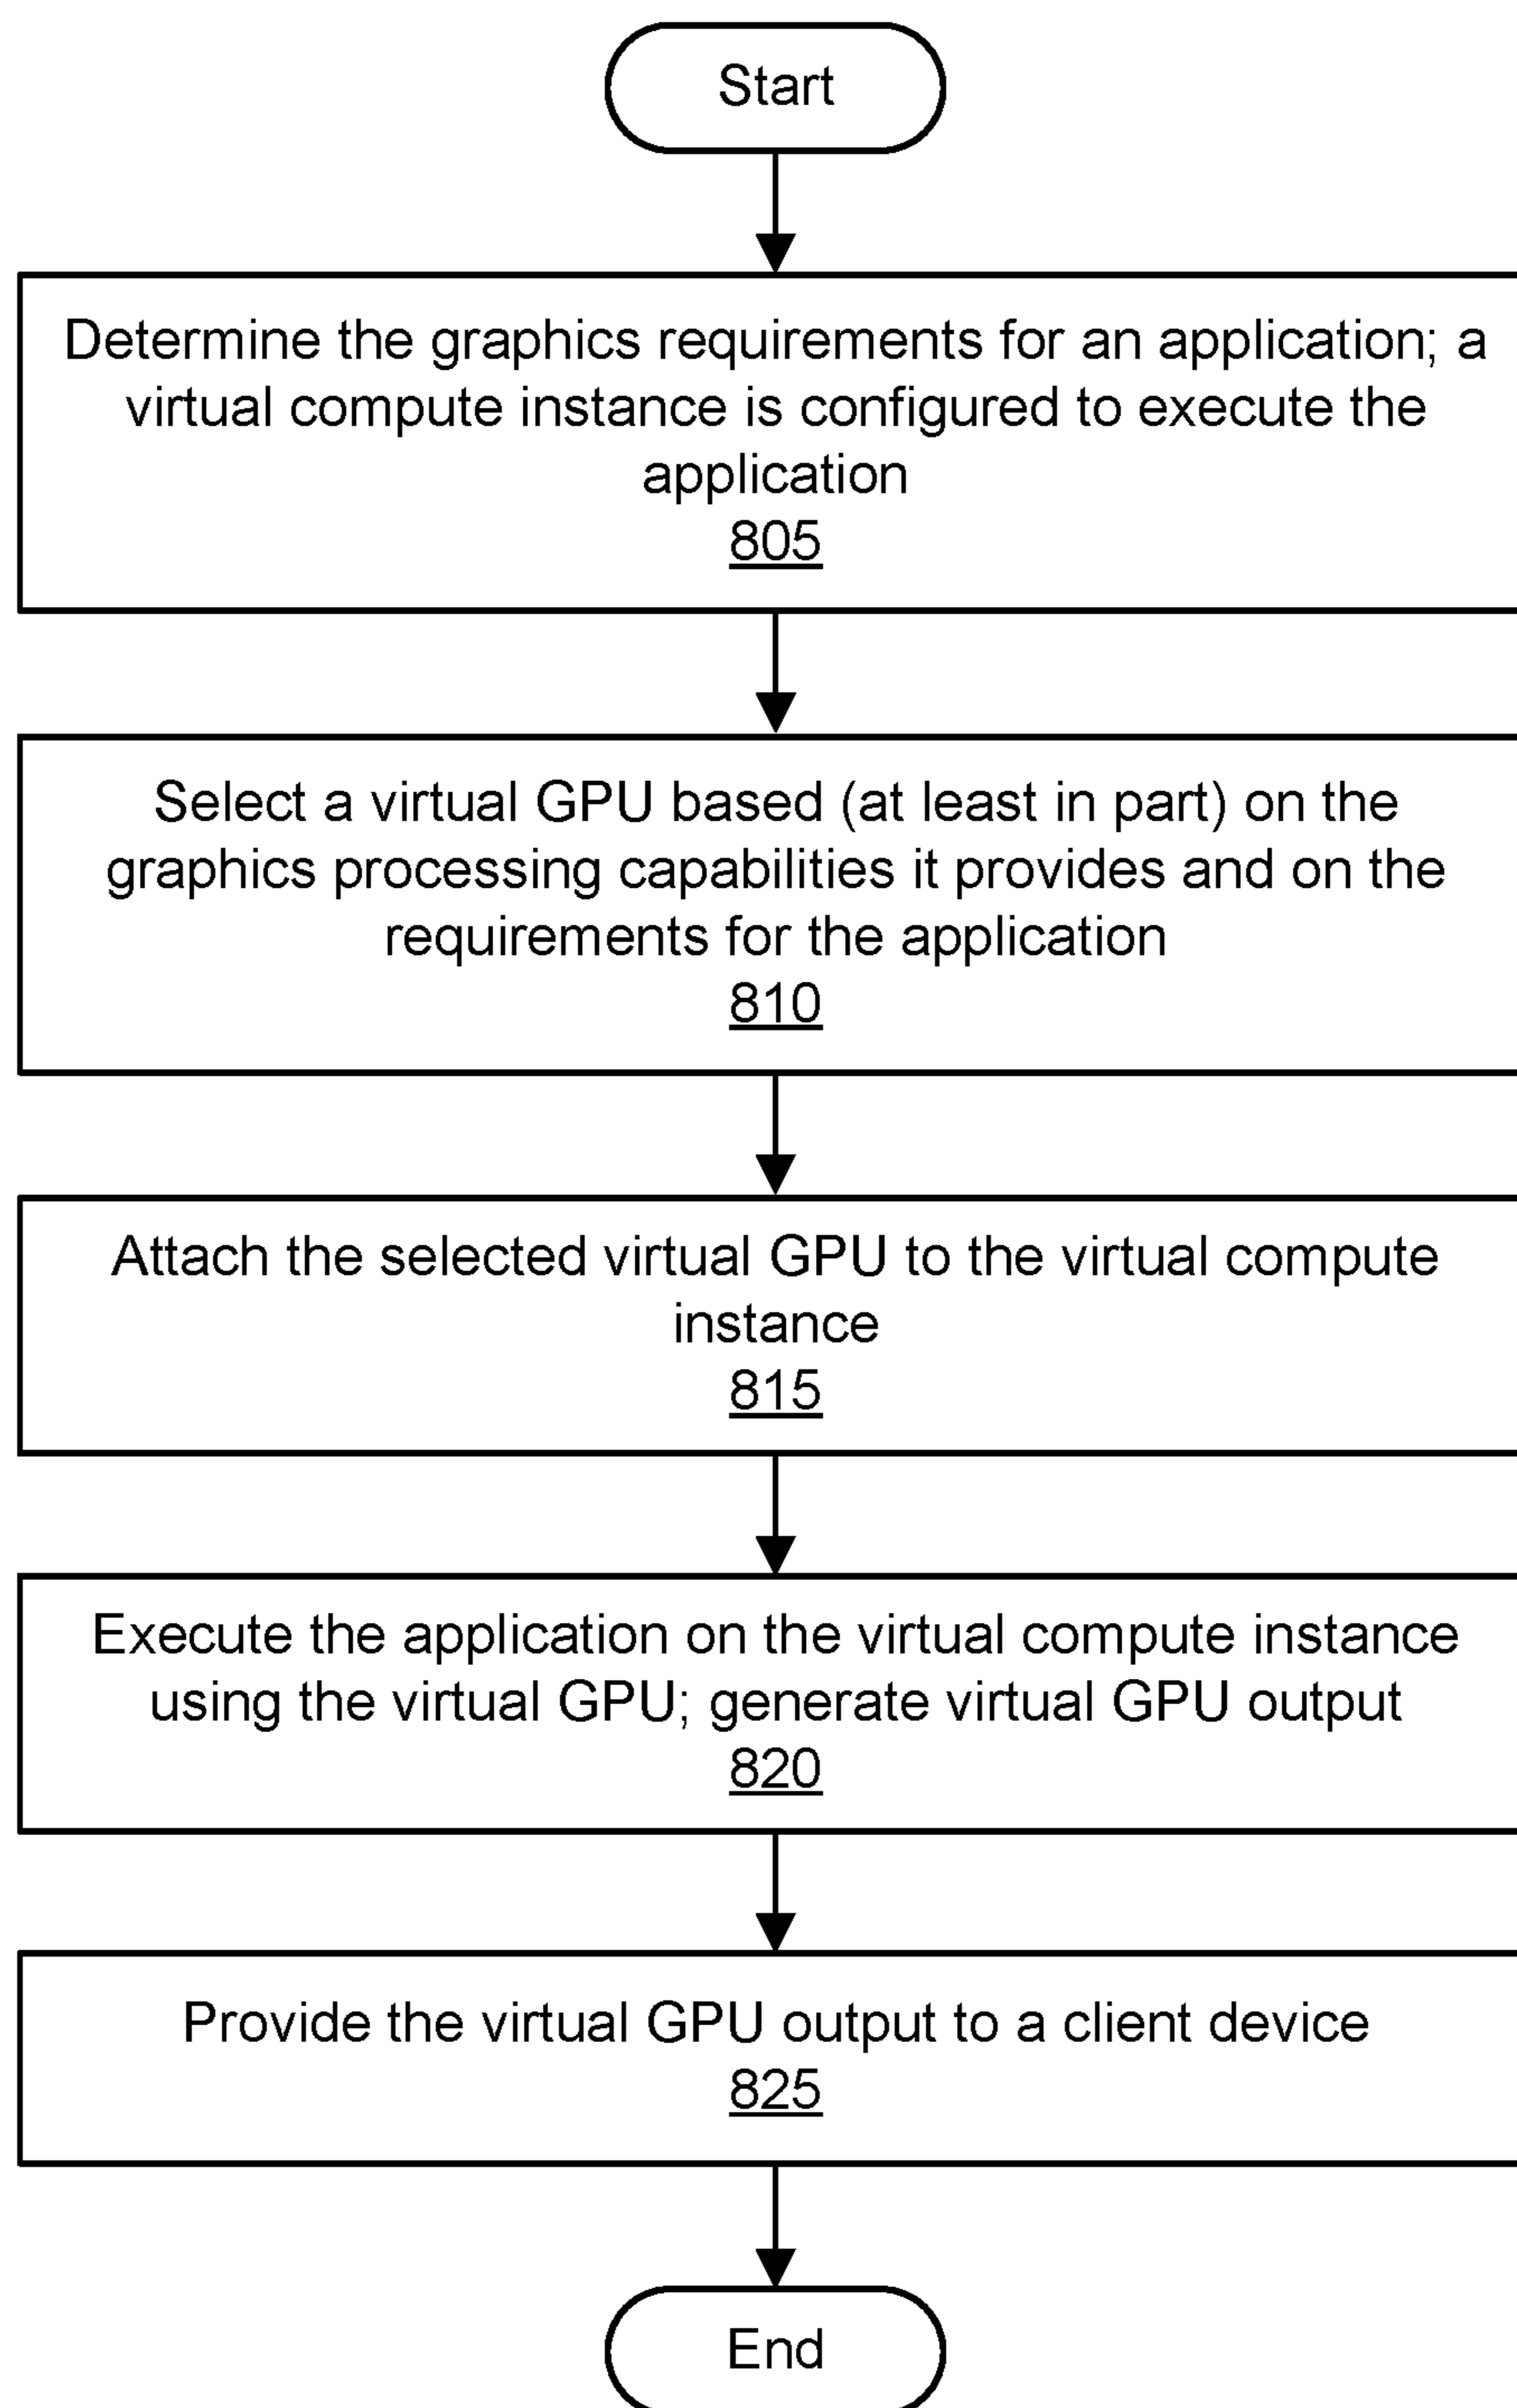 Start
Determine the graphics requirements for an application; a
virtual compute instance is configured to execute the
application
805
Select a virtual GPU based (at least in part) on the
graphics processing capabilities it provides and on the
requirements for the application
810
Attach the selected virtual GPU to the virtual compute
instance
815
Execute the application on the virtual compute instance
using the virtual GPU; generate virtual GPU output
820
Provide the virtual GPU output to a client device
825
End